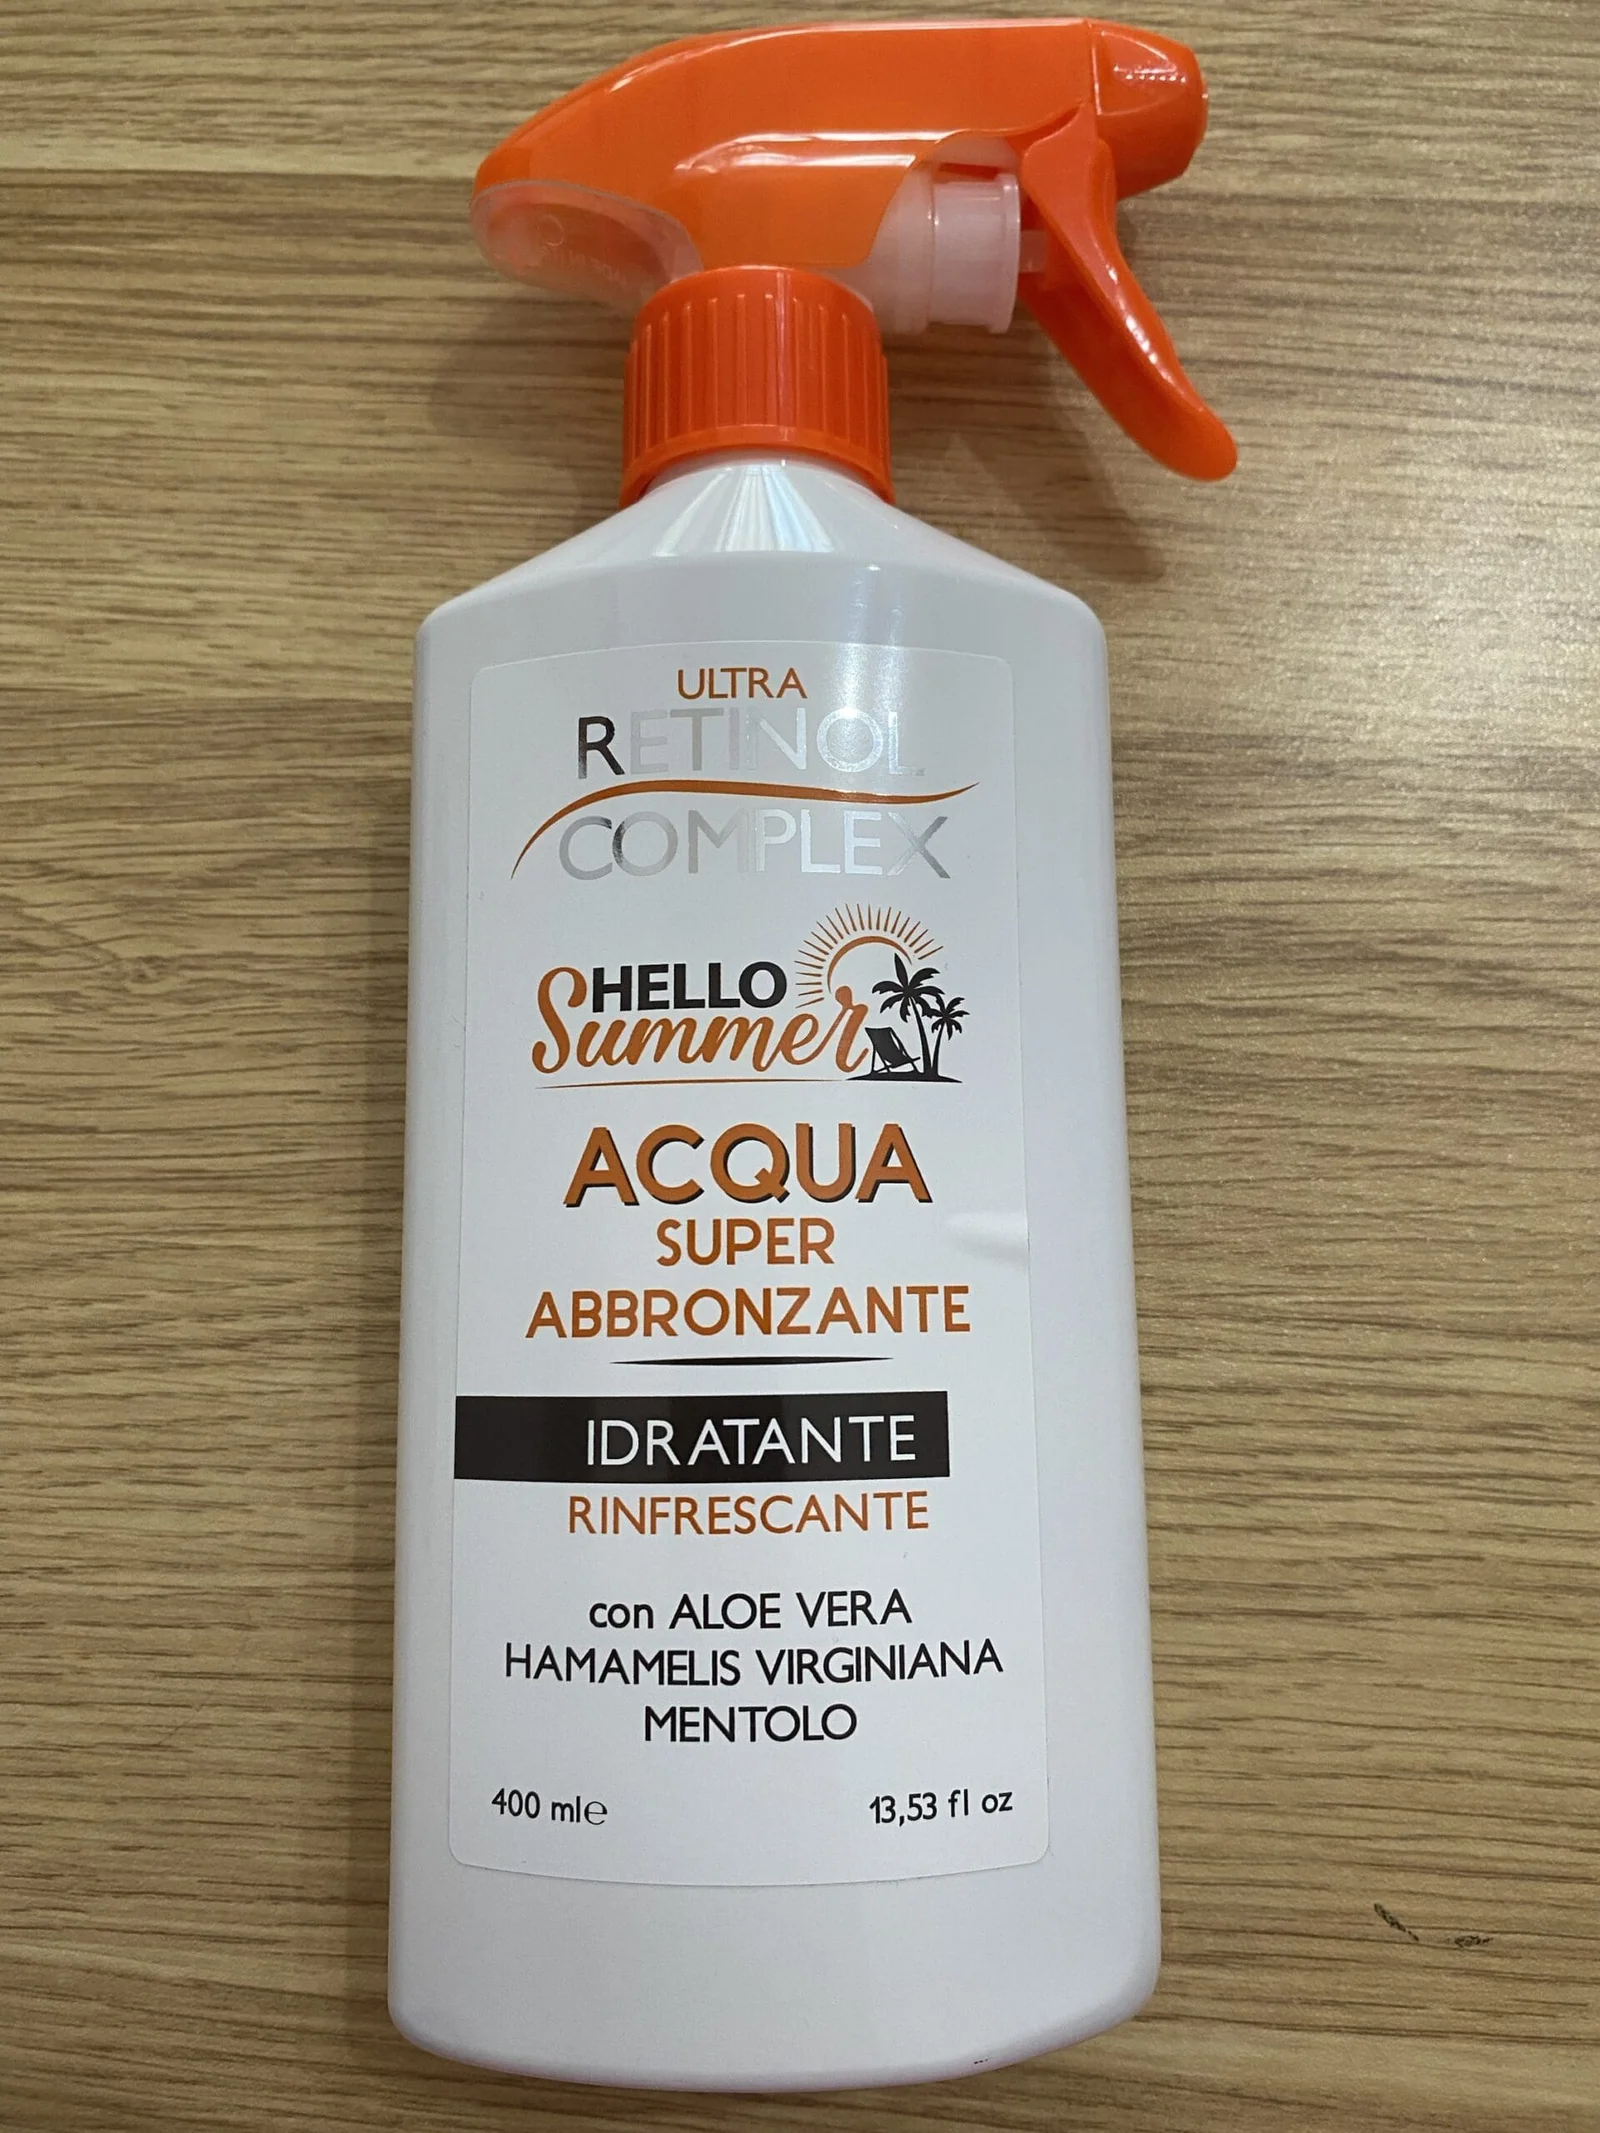 ULTRA
RETINOL
COMPLEX
HELLO
Summer
ACQUA
SUPER
ABBRONZANTE
IDRATANTE
RINFRESCANTE
con ALOE VERA
HAMAMELIS VIRGINIANA
MENTOLO
400 ml℮ 13,53 fl oz